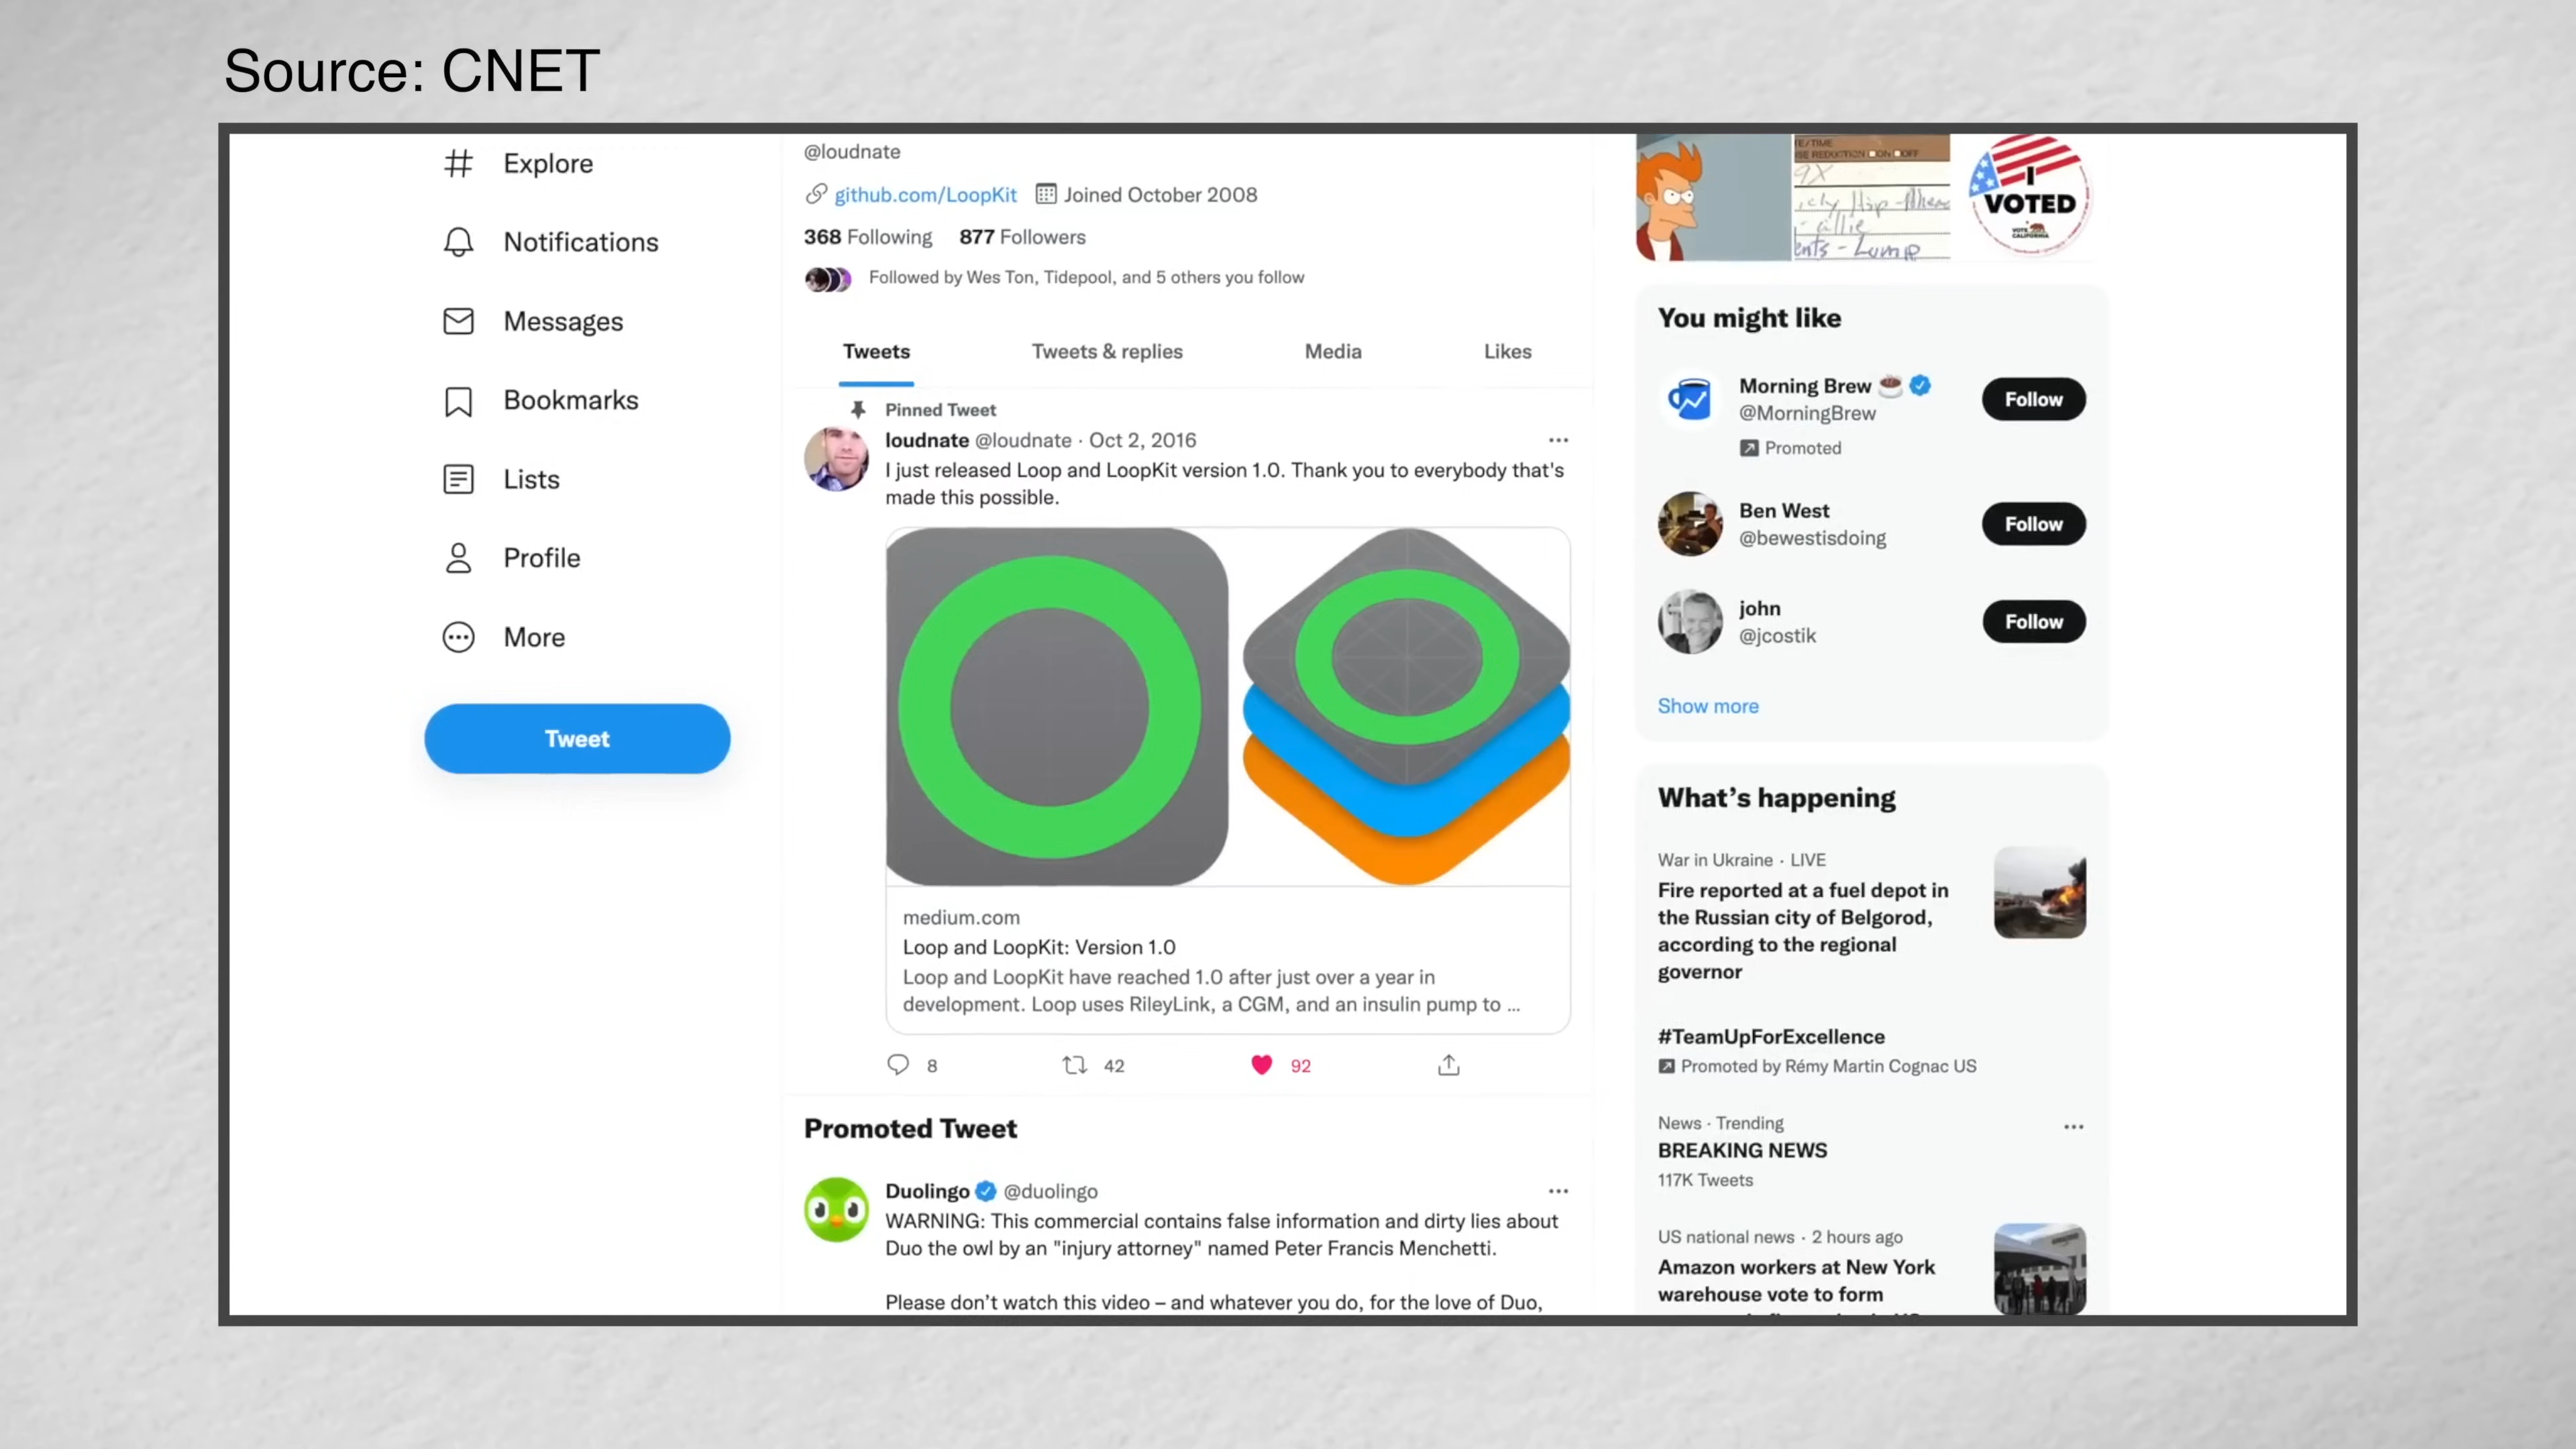 Source: CNET
Explore
Notifications
Messages
Bookmarks
Lists
Profile
More
Tweet
@loudnate
github.com/LoopKit Joined October 2008
368 Following 877 Followers
Followed by Wes Ton, Tidepool, and 5 others you follow
Tweets Tweets & replies Media Likes
Pinned Tweet
loudnate @loudnate · Oct 2, 2016
I just released Loop and LoopKit version 1.0. Thank you to everybody that's
made this possible.
medium.com
Loop and LoopKit: Version 1.0
Loop and LoopKit have reached 1.0 after just over a year in
development. Loop uses RileyLink, a CGM, and an insulin pump to ...
8 42 92
Promoted Tweet
Duolingo @duolingo
WARNING: This commercial contains false information and dirty lies about
Duo the owl by an "injury attorney" named Peter Francis Menchetti.
Please don't watch this video – and whatever you do, for the love of Duo,
E/TIME
SE REDUCTION ON OFF
I
VOTED
VOTE
CALIFORNIA
You might like
Morning Brew
@MorningBrew
Promoted
Follow
Ben West
@bewestisdoing
Follow
john
@jcostik
Follow
Show more
What's happening
War in Ukraine · LIVE
Fire reported at a fuel depot in
the Russian city of Belgorod,
according to the regional
governor
#TeamUpForExcellence
Promoted by Rémy Martin Cognac US
News · Trending
BREAKING NEWS
117K Tweets
US national news · 2 hours ago
Amazon workers at New York
warehouse vote to form